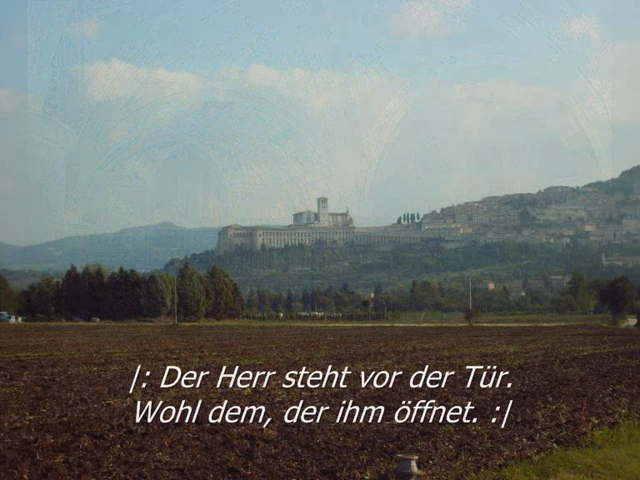 |: Der Herr steht vor der Tür.
Wohl dem, der ihm öffnet. :|